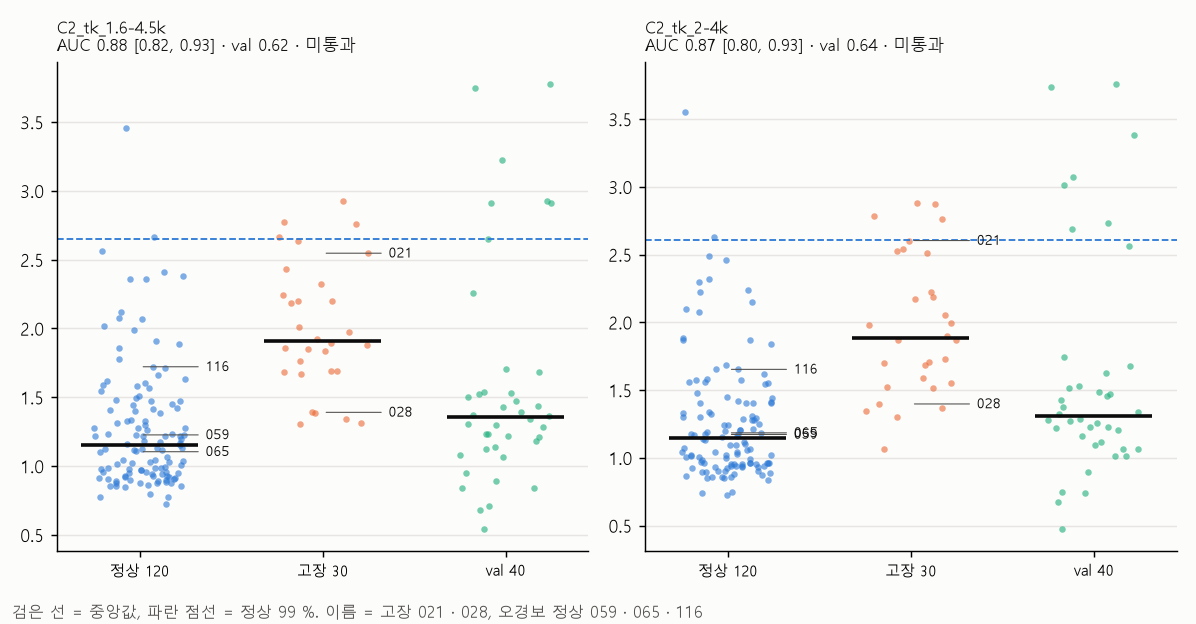 C2_tk_1.6-4.5k
AUC 0.88 [0.82, 0.93] · val 0.62 · 미통과
3.5
3.0
2.5
2.0
1.5
1.0
0.5
021
116
028
059
065
정상 120
고장 30
val 40
C2_tk_2-4k
AUC 0.87 [0.80, 0.93] · val 0.64 · 미통과
3.5
3.0
2.5
2.0
1.5
1.0
0.5
021
116
028
065
059
정상 120
고장 30
val 40
검은 선 = 중앙값, 파란 점선 = 정상 99 %. 이름 = 고장 021 · 028, 오경보 정상 059 · 065 · 116